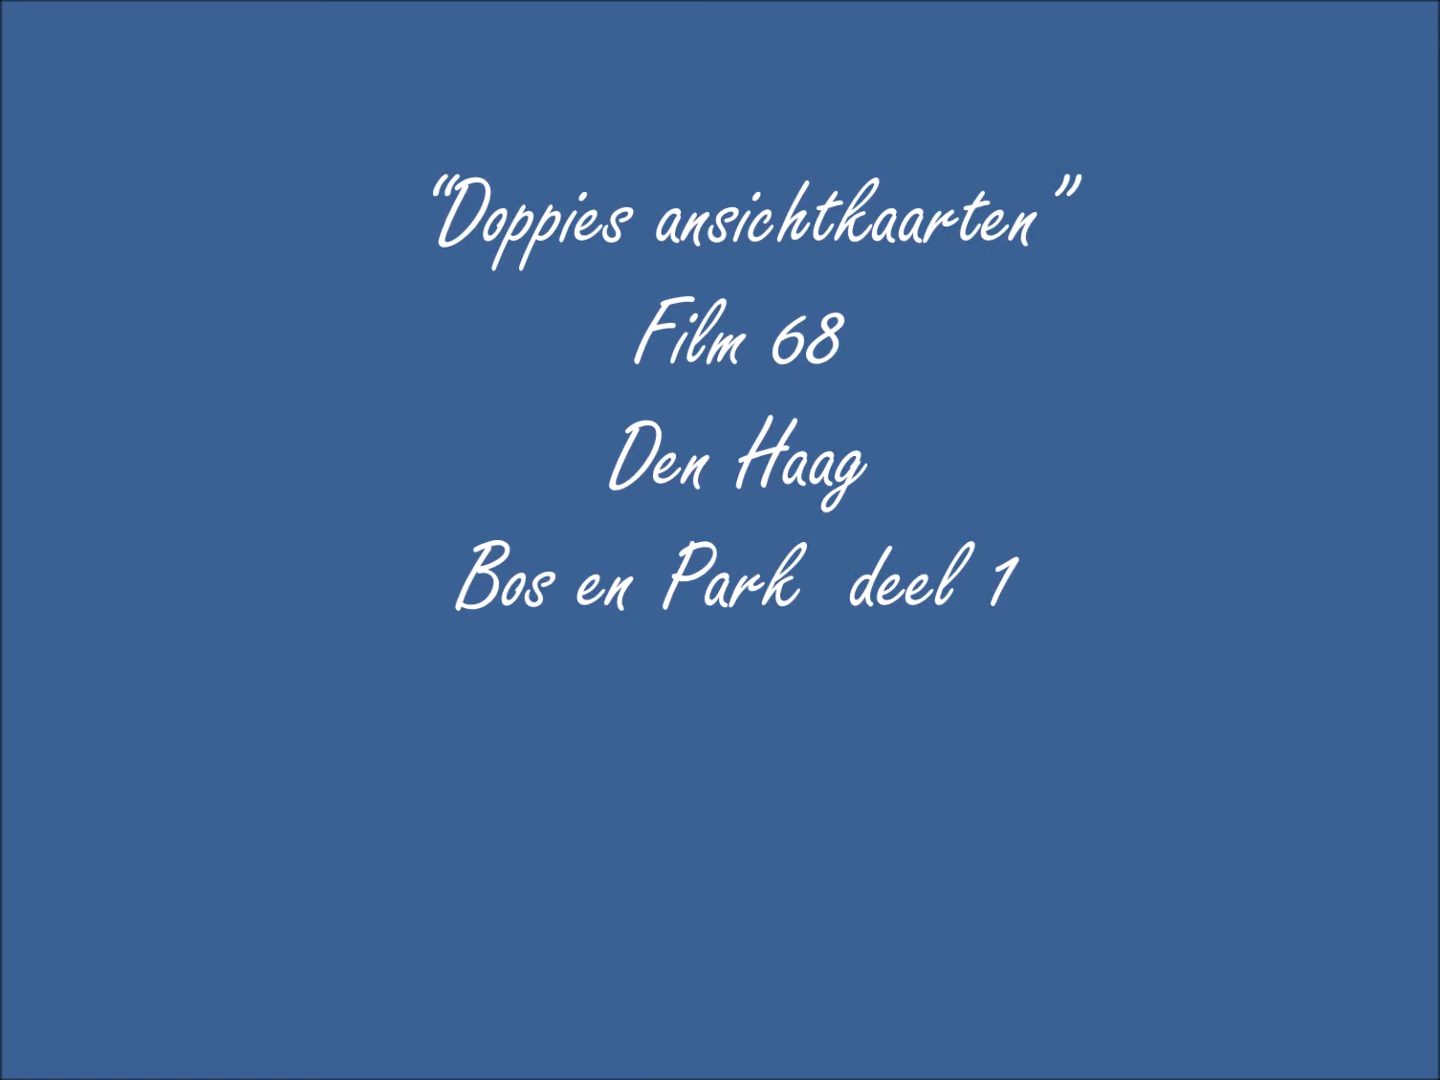 “Doppies ansichtkaarten”
Film 68
Den Haag
Bos en Park deel 1